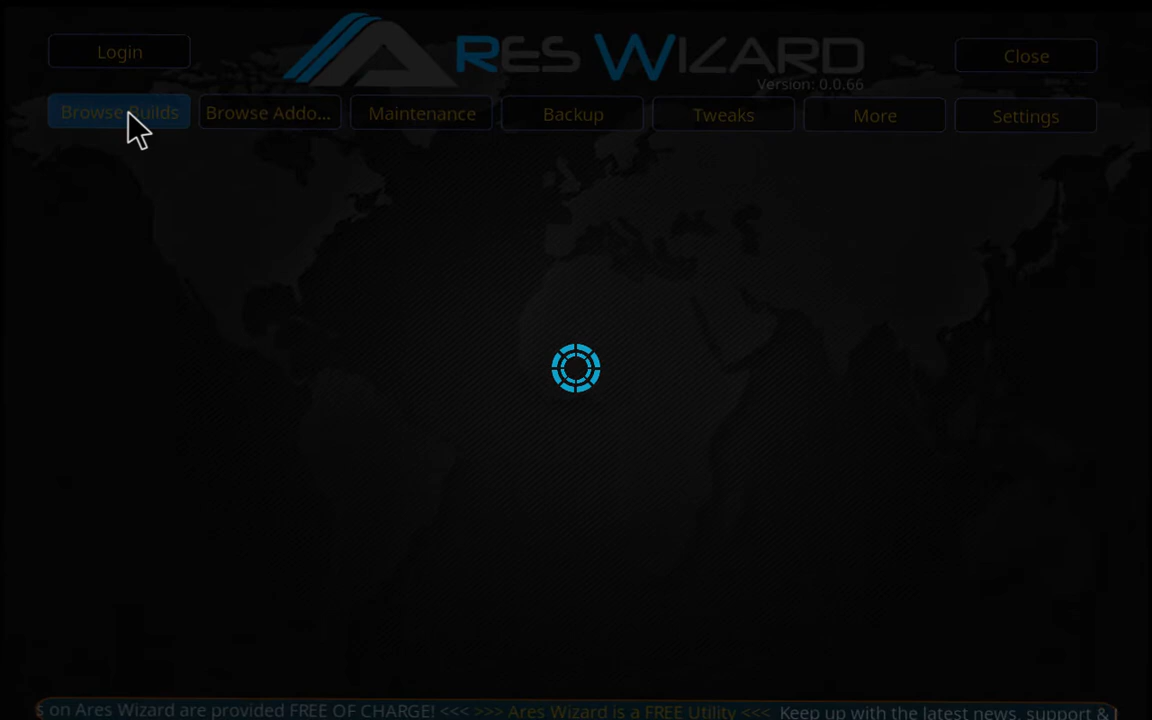 Login
ARES WIZARD
Close
Version: 0.0.66
Browse Builds
Browse Addo...
Maintenance
Backup
Tweaks
More
Settings
s on Ares Wizard are provided FREE OF CHARGE! <<< >>> Ares Wizard is a FREE Utility <<< Keep up with the latest news, support &